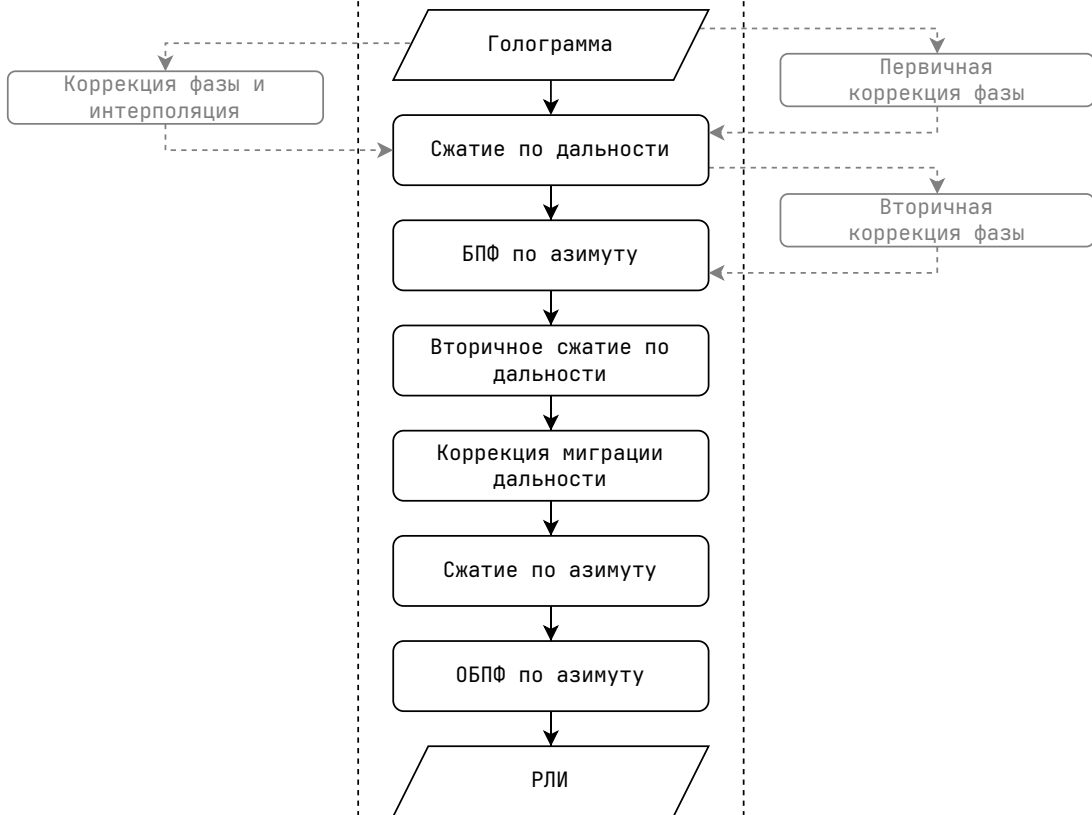 Голограмма
Коррекция фазы и
интерполяция
Первичная
коррекция фазы
Сжатие по дальности
Вторичная
коррекция фазы
БПФ по азимуту
Вторичное сжатие по
дальности
Коррекция миграции
дальности
Сжатие по азимуту
ОБПФ по азимуту
РЛИ